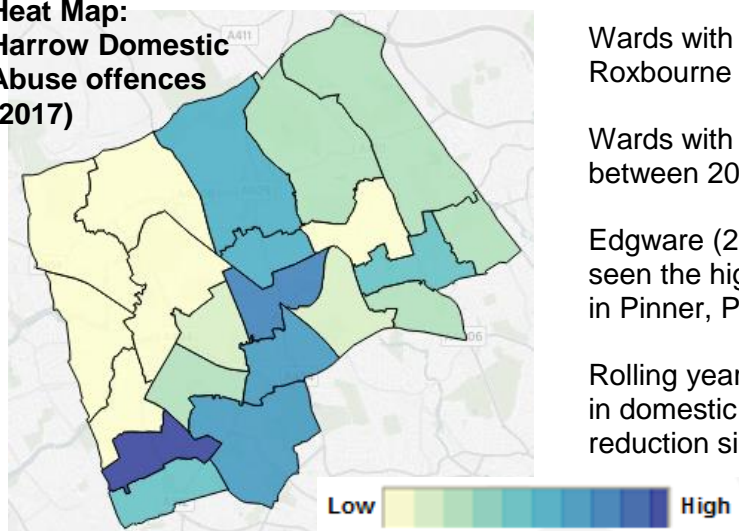 Heat Map:
Harrow Domestic
Abuse offences
(2017)
Wards with
Roxbourne
Wards with
between 20
Edgware (2
seen the hig
in Pinner, P
Rolling year
in domestic
reduction si
A411
Low
High